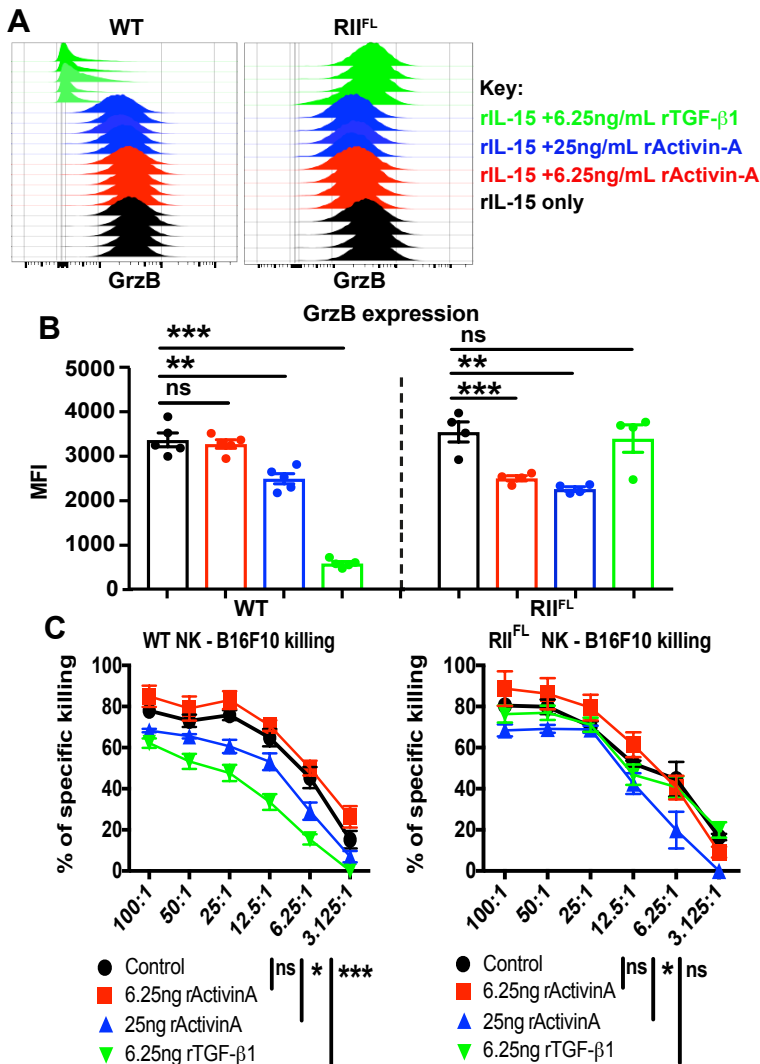 A
WT
RII^FL
Key:
rIL-15 +6.25ng/mL rTGF-β1
rIL-15 +25ng/mL rActivin-A
rIL-15 +6.25ng/mL rActivin-A
rIL-15 only
GrzB
GrzB
B
GrzB expression
***
**
ns
ns
**
***
5000
4000
3000
2000
1000
0
MFI
WT
RII^FL
C
WT NK - B16F10 killing
100
80
60
40
20
0
% of specific killing
100:1
50:1
25:1
12.5:1
6.25:1
3.125:1
Control
6.25ng rActivinA
25ng rActivinA
6.25ng rTGF-β1
ns
*
***
RII^FL NK - B16F10 killing
100
80
60
40
20
0
% of specific killing
100:1
50:1
25:1
12.5:1
6.25:1
3.125:1
Control
6.25ng rActivinA
25ng rActivinA
6.25ng rTGF-β1
ns
*
ns